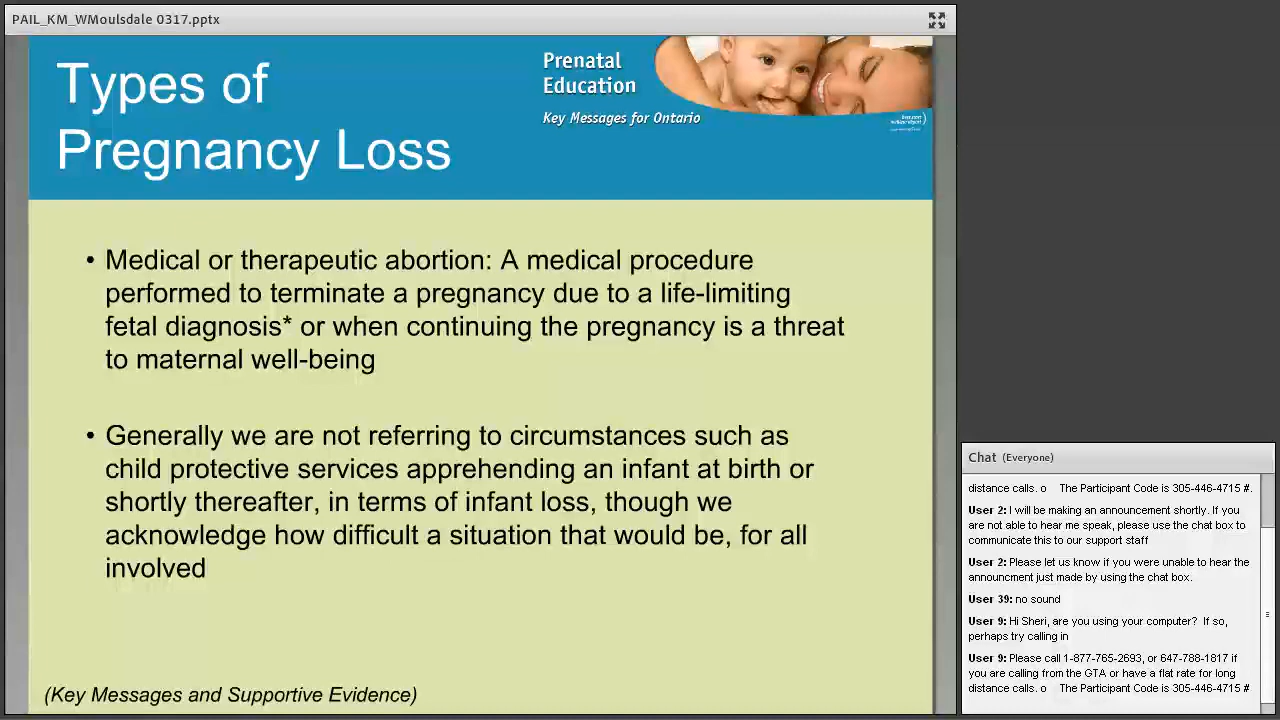 PAIL_KM_WMoulsdale 0317.pptx
Types of
Pregnancy Loss
Prenatal
Education
Key Messages for Ontario
• Medical or therapeutic abortion: A medical procedure
performed to terminate a pregnancy due to a life-limiting
fetal diagnosis* or when continuing the pregnancy is a threat
to maternal well-being
• Generally we are not referring to circumstances such as
child protective services apprehending an infant at birth or
shortly thereafter, in terms of infant loss, though we
acknowledge how difficult a situation that would be, for all
involved
(Key Messages and Supportive Evidence)
Chat (Everyone)
distance calls. o The Participant Code is 305-446-4715 #.
User 2: I will be making an announcement shortly. If you
are not able to hear me speak, please use the chat box to
communicate this to our support staff
User 2: Please let us know if you were unable to hear the
announcment just made by using the chat box.
User 39: no sound
User 9: Hi Sheri, are you using your computer? If so,
perhaps try calling in
User 9: Please call 1-877-765-2693, or 647-788-1817 if
you are calling from the GTA or have a flat rate for long
distance calls. o The Participant Code is 305-446-4715 #